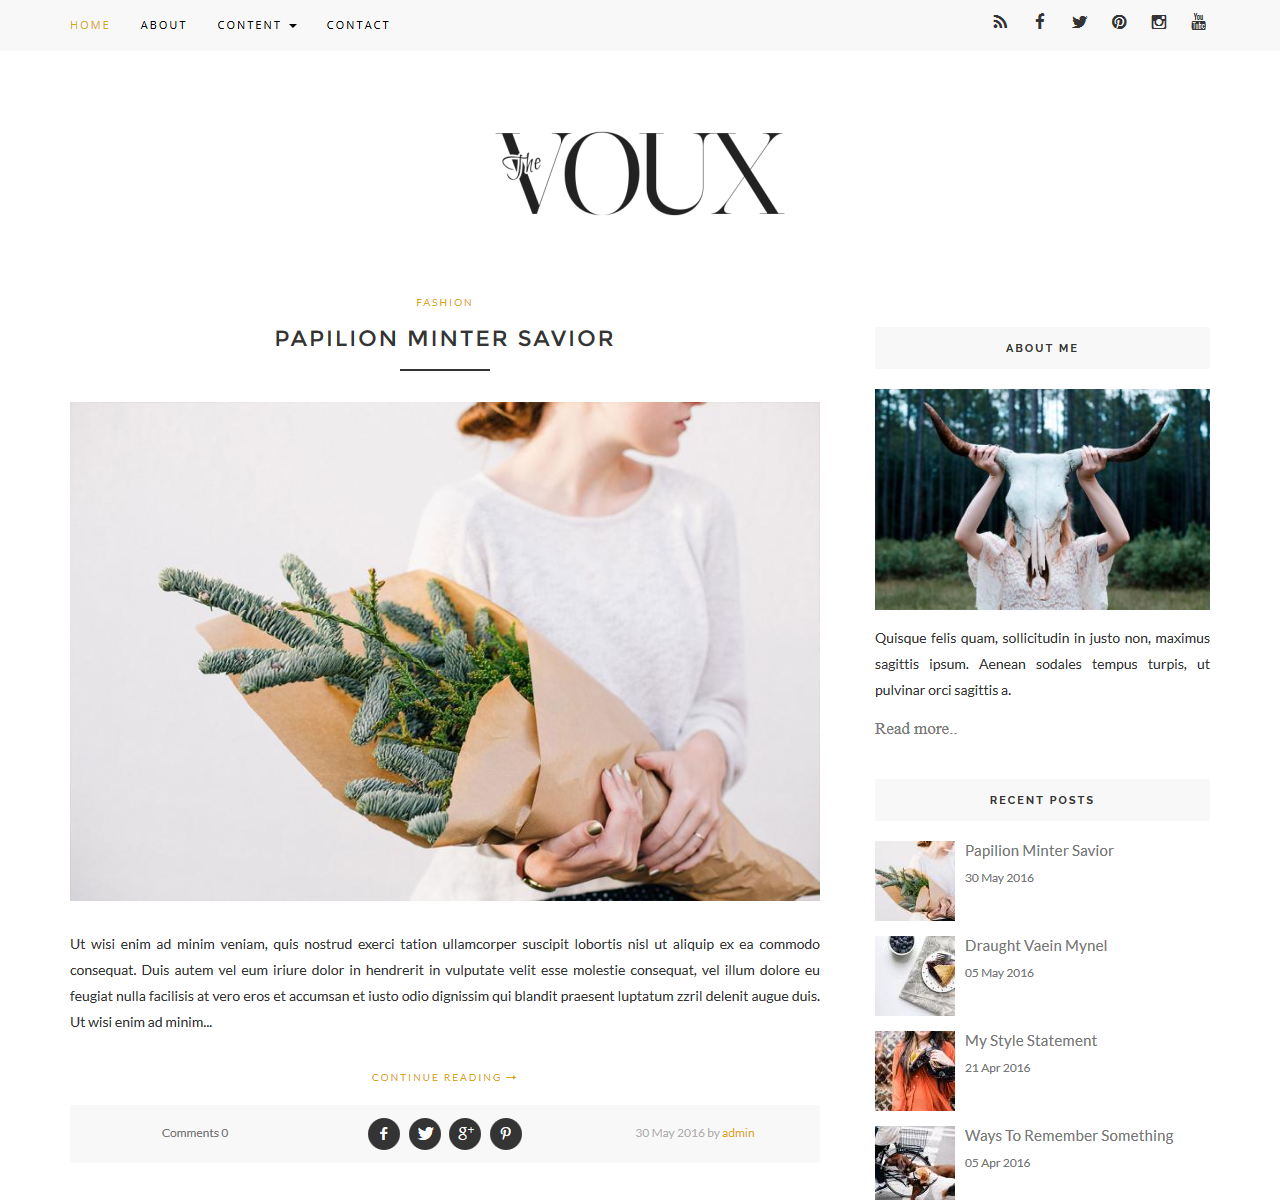 HOME ABOUT CONTENT CONTACT
You Tube
The VOUX
FASHION
PAPILION MINTER SAVIOR
Ut wisi enim ad minim veniam, quis nostrud exerci tation ullamcorper suscipit lobortis nisl ut aliquip ex ea commodo
consequat. Duis autem vel eum iriure dolor in hendrerit in vulputate velit esse molestie consequat, vel illum dolore eu
feugiat nulla facilisis at vero eros et accumsan et iusto odio dignissim qui blandit praesent luptatum zzril delenit augue duis.
Ut wisi enim ad minim...
CONTINUE READING →
Comments 0
g+
30 May 2016 by admin
ABOUT ME
Quisque felis quam, sollicitudin in justo non, maximus
sagittis ipsum. Aenean sodales tempus turpis, ut
pulvinar orci sagittis a.
Read more..
RECENT POSTS
Papilion Minter Savior
30 May 2016
Draught Vaein Mynel
05 May 2016
My Style Statement
21 Apr 2016
Ways To Remember Something
05 Apr 2016